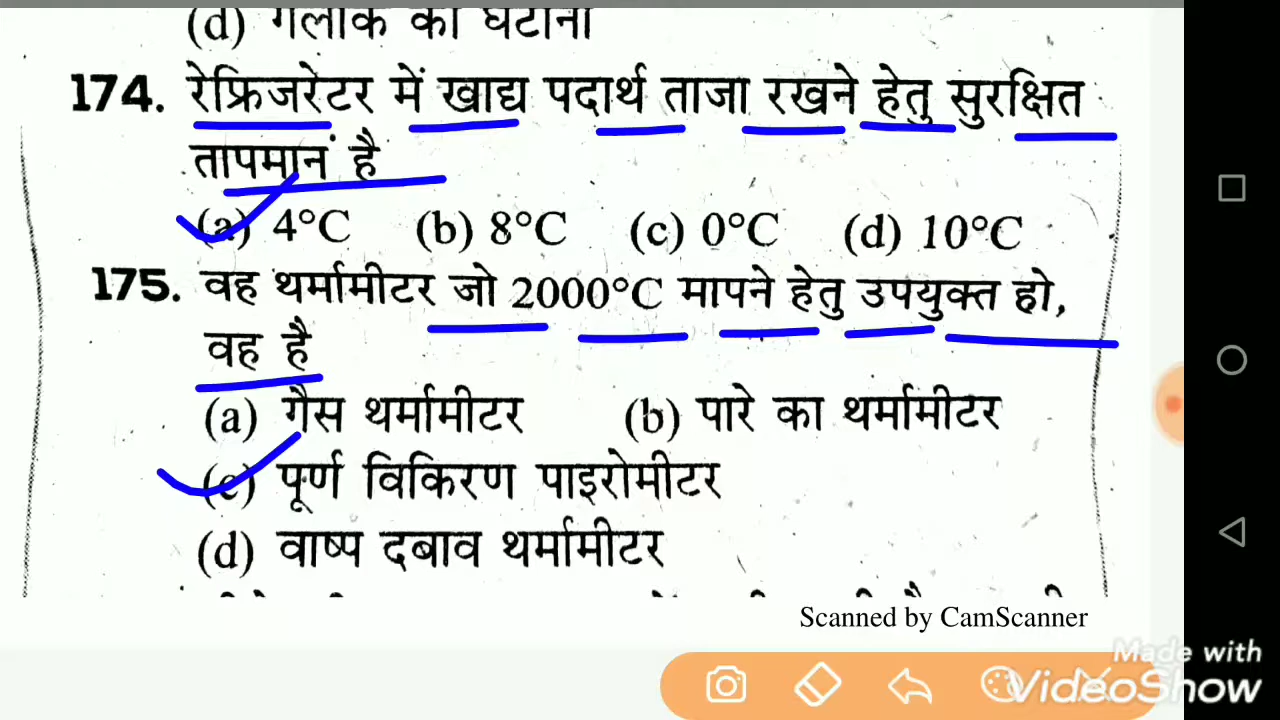 (d) ग्लोकोज को घटाना
174. रेफ्रिजरेटर में खाद्य पदार्थ ताजा रखने हेतु सुरक्षित
तापमान है
(a) 4°C (b) 8°C (c) 0°C (d) 10°C
175. वह थर्मामीटर जो 2000°C मापने हेतु उपयुक्त हो,
वह है
(a) गैस थर्मामीटर (b) पारे का थर्मामीटर
(c) पूर्ण विकिरण पाइरोमीटर
(d) वाष्प दबाव थर्मामीटर
Scanned by CamScanner
Made with
VideoShow